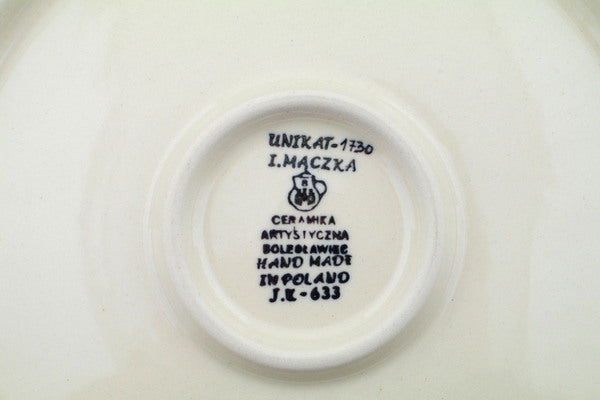 UNIKAT-1730
I. MĄCZKA
CERAMIKA
ARTYSTYCZNA
BOLESŁAWIEC
HAND MADE
IN POLAND
J.K-633